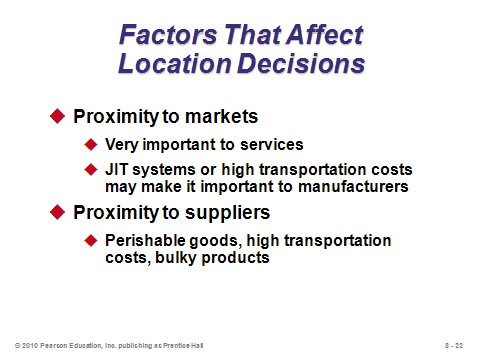 Factors That Affect
Location Decisions
Proximity to markets
Very important to services
JIT systems or high transportation costs
may make it important to manufacturers
Proximity to suppliers
Perishable goods, high transportation
costs, bulky products
© 2010 Pearson Education, Inc. publishing as Prentice Hall
8 - 22